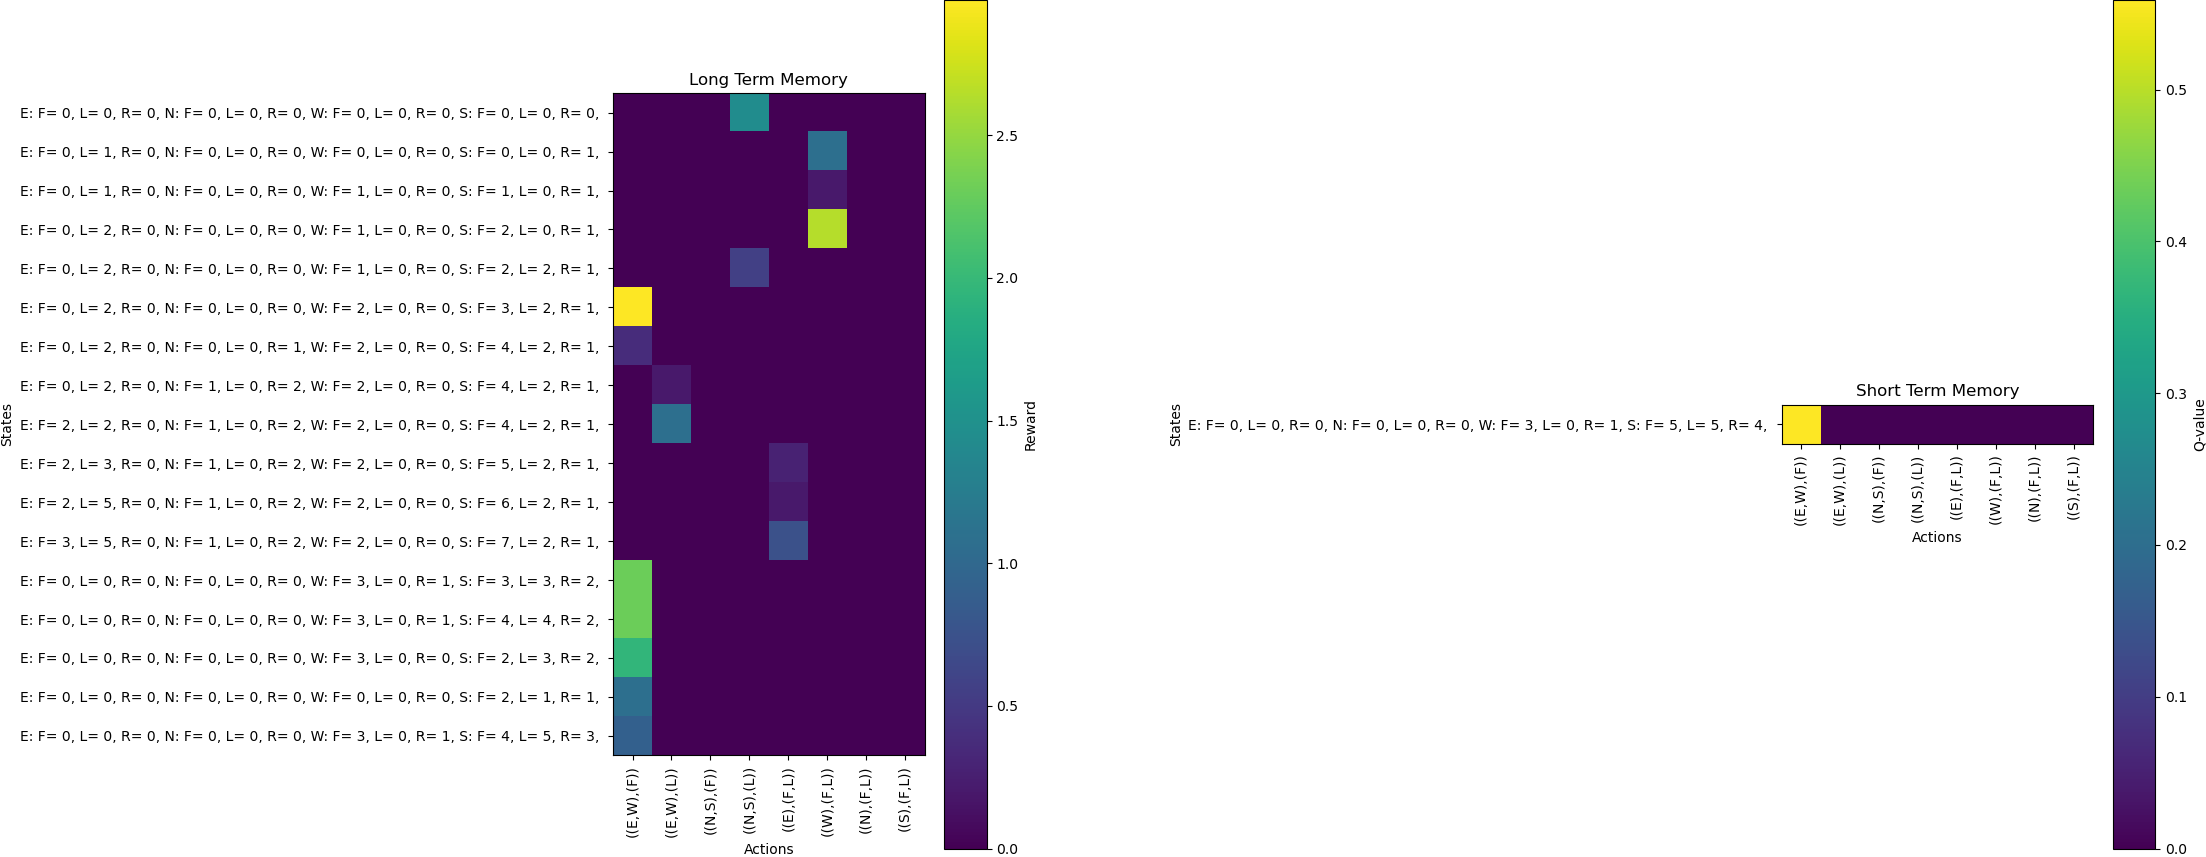 Long Term Memory
States
E: F= 0, L= 0, R= 0, N: F= 0, L= 0, R= 0, W: F= 0, L= 0, R= 0, S: F= 0, L= 0, R= 0,
E: F= 0, L= 1, R= 0, N: F= 0, L= 0, R= 0, W: F= 0, L= 0, R= 0, S: F= 0, L= 0, R= 1,
E: F= 0, L= 1, R= 0, N: F= 0, L= 0, R= 0, W: F= 1, L= 0, R= 0, S: F= 1, L= 0, R= 1,
E: F= 0, L= 2, R= 0, N: F= 0, L= 0, R= 0, W: F= 1, L= 0, R= 0, S: F= 2, L= 0, R= 1,
E: F= 0, L= 2, R= 0, N: F= 0, L= 0, R= 0, W: F= 1, L= 0, R= 0, S: F= 2, L= 2, R= 1,
E: F= 0, L= 2, R= 0, N: F= 0, L= 0, R= 0, W: F= 2, L= 0, R= 0, S: F= 3, L= 2, R= 1,
E: F= 0, L= 2, R= 0, N: F= 0, L= 0, R= 1, W: F= 2, L= 0, R= 0, S: F= 4, L= 2, R= 1,
E: F= 0, L= 2, R= 0, N: F= 1, L= 0, R= 2, W: F= 2, L= 0, R= 0, S: F= 4, L= 2, R= 1,
E: F= 2, L= 2, R= 0, N: F= 1, L= 0, R= 2, W: F= 2, L= 0, R= 0, S: F= 4, L= 2, R= 1,
E: F= 2, L= 3, R= 0, N: F= 1, L= 0, R= 2, W: F= 2, L= 0, R= 0, S: F= 5, L= 2, R= 1,
E: F= 2, L= 5, R= 0, N: F= 1, L= 0, R= 2, W: F= 2, L= 0, R= 0, S: F= 6, L= 2, R= 1,
E: F= 3, L= 5, R= 0, N: F= 1, L= 0, R= 2, W: F= 2, L= 0, R= 0, S: F= 7, L= 2, R= 1,
E: F= 0, L= 0, R= 0, N: F= 0, L= 0, R= 0, W: F= 3, L= 0, R= 1, S: F= 3, L= 3, R= 2,
E: F= 0, L= 0, R= 0, N: F= 0, L= 0, R= 0, W: F= 3, L= 0, R= 1, S: F= 4, L= 4, R= 2,
E: F= 0, L= 0, R= 0, N: F= 0, L= 0, R= 0, W: F= 3, L= 0, R= 0, S: F= 2, L= 3, R= 2,
E: F= 0, L= 0, R= 0, N: F= 0, L= 0, R= 0, W: F= 0, L= 0, R= 0, S: F= 2, L= 1, R= 1,
E: F= 0, L= 0, R= 0, N: F= 0, L= 0, R= 0, W: F= 3, L= 0, R= 1, S: F= 4, L= 5, R= 3,
((E,W),(F))
((E,W),(L))
((N,S),(F))
((N,S),(L))
((E),(F,L))
((W),(F,L))
((N),(F,L))
((S),(F,L))
Actions
2.5
2.0
1.5
1.0
0.5
0.0
Reward
Short Term Memory
States
E: F= 0, L= 0, R= 0, N: F= 0, L= 0, R= 0, W: F= 3, L= 0, R= 1, S: F= 5, L= 5, R= 4,
((E,W),(F))
((E,W),(L))
((N,S),(F))
((N,S),(L))
((E),(F,L))
((W),(F,L))
((N),(F,L))
((S),(F,L))
Actions
0.5
0.4
0.3
0.2
0.1
0.0
Q-value